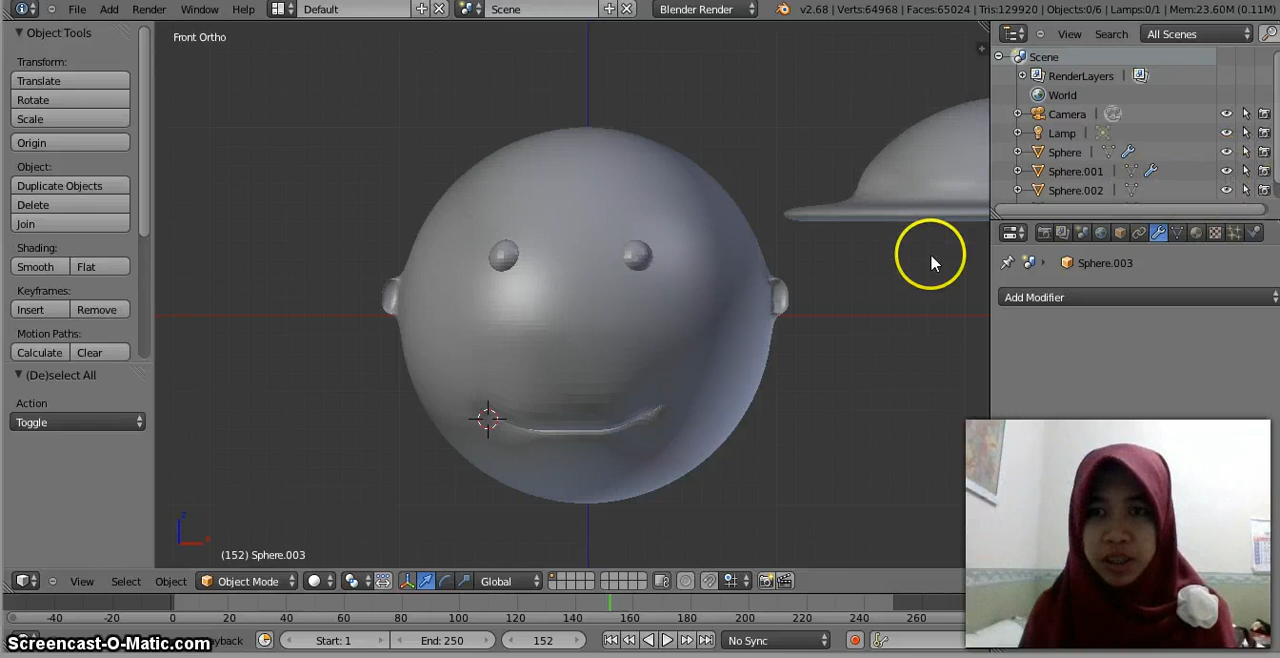 File Add Render Window Help Default Scene Blender Render v2.68 | Verts:64968 | Faces:65024 | Tris:129920 | Objects:0/6 | Lamps:0/1 | Mem:23.60M (0.11M)
Object Tools
Transform:
Translate
Rotate
Scale
Origin
Object:
Duplicate Objects
Delete
Join
Shading:
Smooth Flat
Keyframes:
Insert Remove
Motion Paths:
Calculate Clear
(De)select All
Action
Toggle
Front Ortho
z
(152) Sphere.003
View Search All Scenes
Scene
RenderLayers
World
Camera
Lamp
Sphere
Sphere.001
Sphere.002
Sphere.003
Add Modifier
View Select Object Object Mode Global
-40 -20 0 20 40 60 80 100 120 140 160 180 200 220 240 260
yback Start: 1 End: 250 152 No Sync
Screencast-O-Matic.com